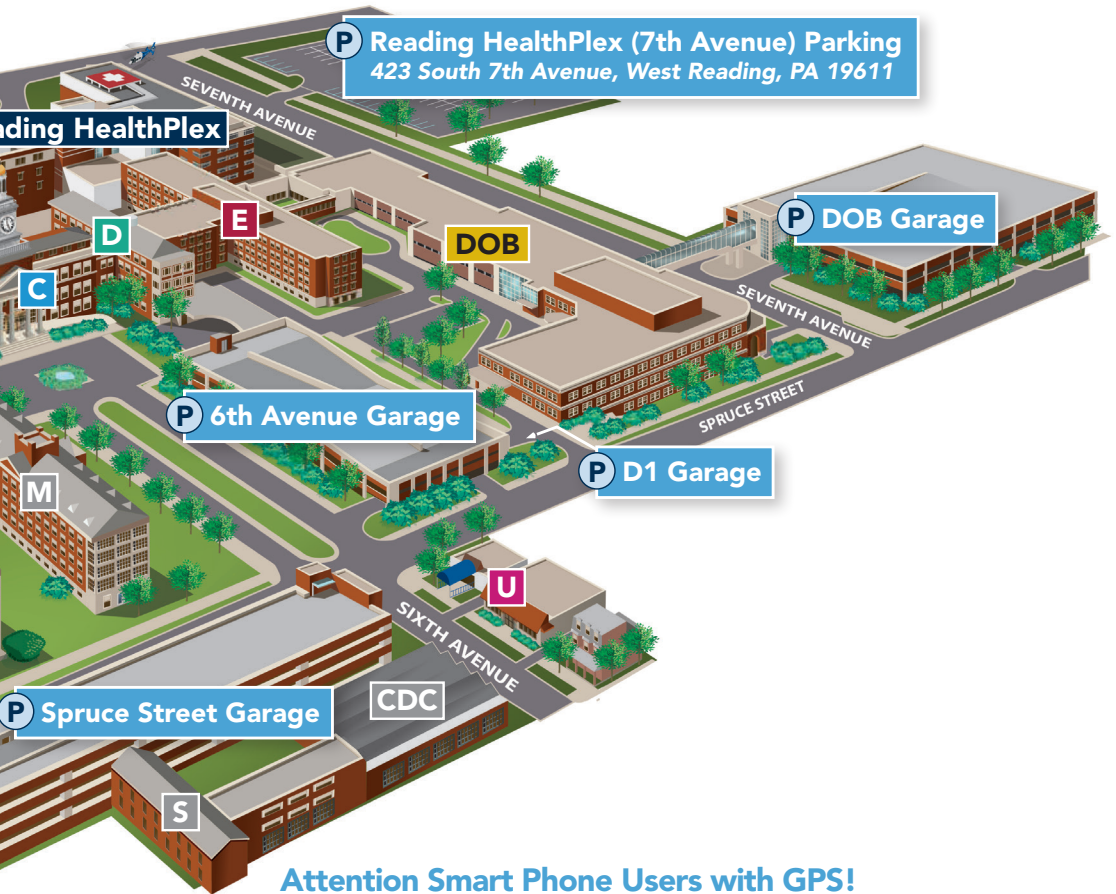 P Reading HealthPlex (7th Avenue) Parking
423 South 7th Avenue, West Reading, PA 19611
SEVENTH AVENUE
ading HealthPlex
E
D
DOB
P DOB Garage
C
SEVENTH AVENUE
P 6th Avenue Garage
SPRUCE STREET
P D1 Garage
M
U
SIXTH AVENUE
CDC
P Spruce Street Garage
S
Attention Smart Phone Users with GPS!